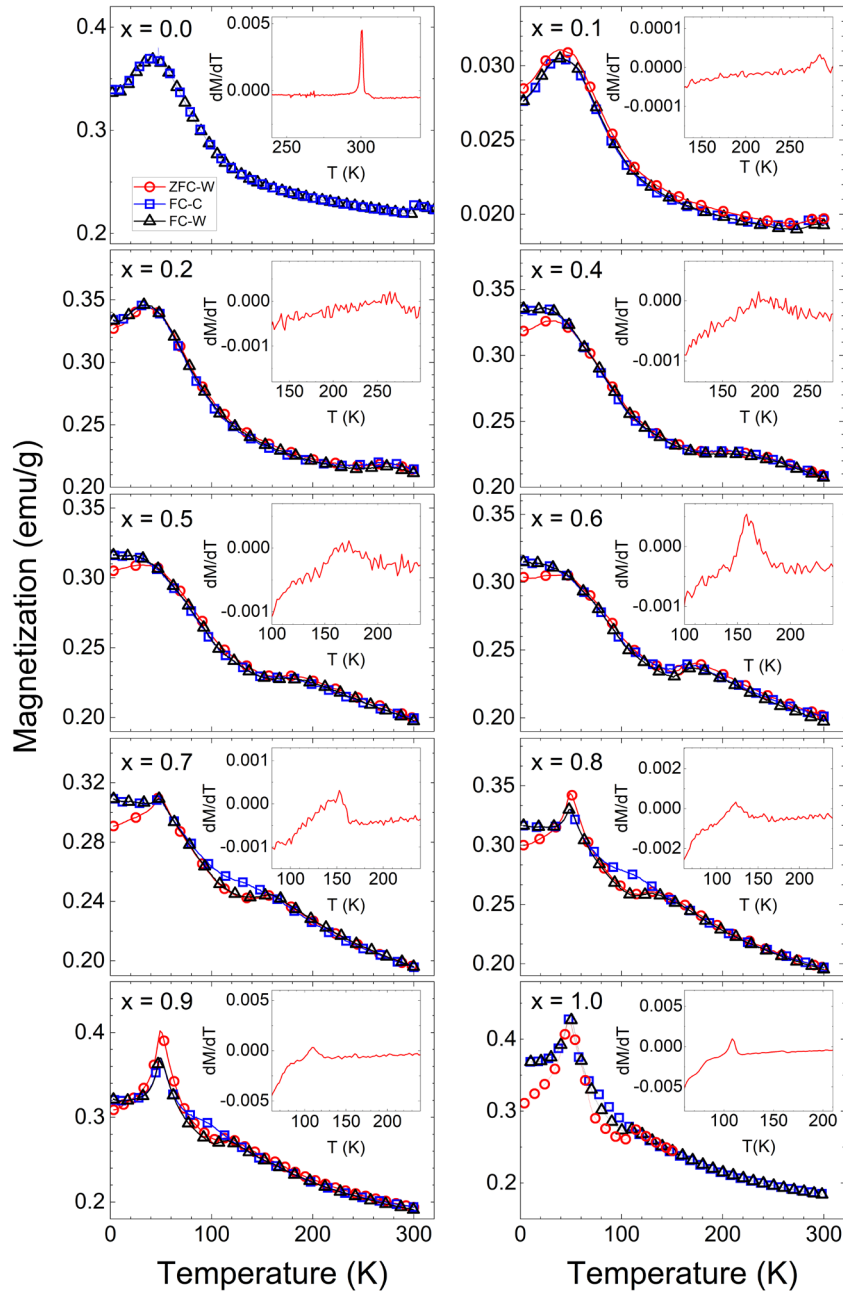 Magnetization (emu/g)
x = 0.0
0.4
0.3
0.2
ZFC-W
FC-C
FC-W
dM/dT
0.005
0.000
250
300
T (K)
x = 0.1
0.030
0.025
0.020
dM/dT
0.0001
0.0000
-0.0001
150
200
250
T (K)
x = 0.2
0.35
0.30
0.25
0.20
dM/dT
0.000
-0.001
150
200
250
T (K)
x = 0.4
0.35
0.30
0.25
0.20
dM/dT
0.000
-0.001
150
200
250
T (K)
x = 0.5
0.35
0.30
0.25
0.20
dM/dT
0.000
-0.001
100
150
200
T (K)
x = 0.6
0.35
0.30
0.25
0.20
dM/dT
0.000
-0.001
100
150
200
T (K)
x = 0.7
0.32
0.28
0.24
0.20
dM/dT
0.001
0.000
-0.001
100
150
200
T (K)
x = 0.8
0.35
0.30
0.25
0.20
dM/dT
0.002
0.000
-0.002
100
150
200
T (K)
x = 0.9
0.4
0.3
0.2
dM/dT
0.005
0.000
-0.005
100
150
200
T (K)
0
100
200
300
Temperature (K)
x = 1.0
0.4
0.3
0.2
dM/dT
0.005
0.000
-0.005
100
150
200
T (K)
0
100
200
300
Temperature (K)